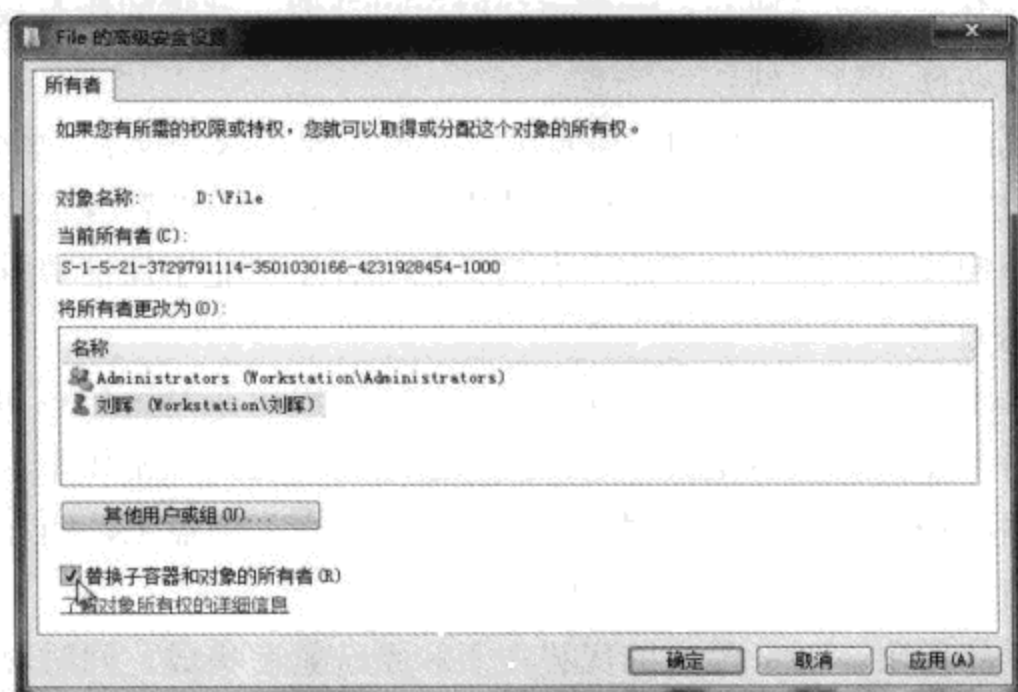 File 的高级安全设置
所有者
如果您有所需的权限或特权，您就可以取得或分配这个对象的所有权。
对象名称: D:\File
当前所有者(C):
S-1-5-21-3729791114-3501030166-4231928454-1000
将所有者更改为(O):
名称
Administrators (Workstation\Administrators)
刘晖 (Workstation\刘晖)
其他用户或组(U)...
替换子容器和对象的所有者(R)
了解对象所有权的详细信息
确定
取消
应用(A)